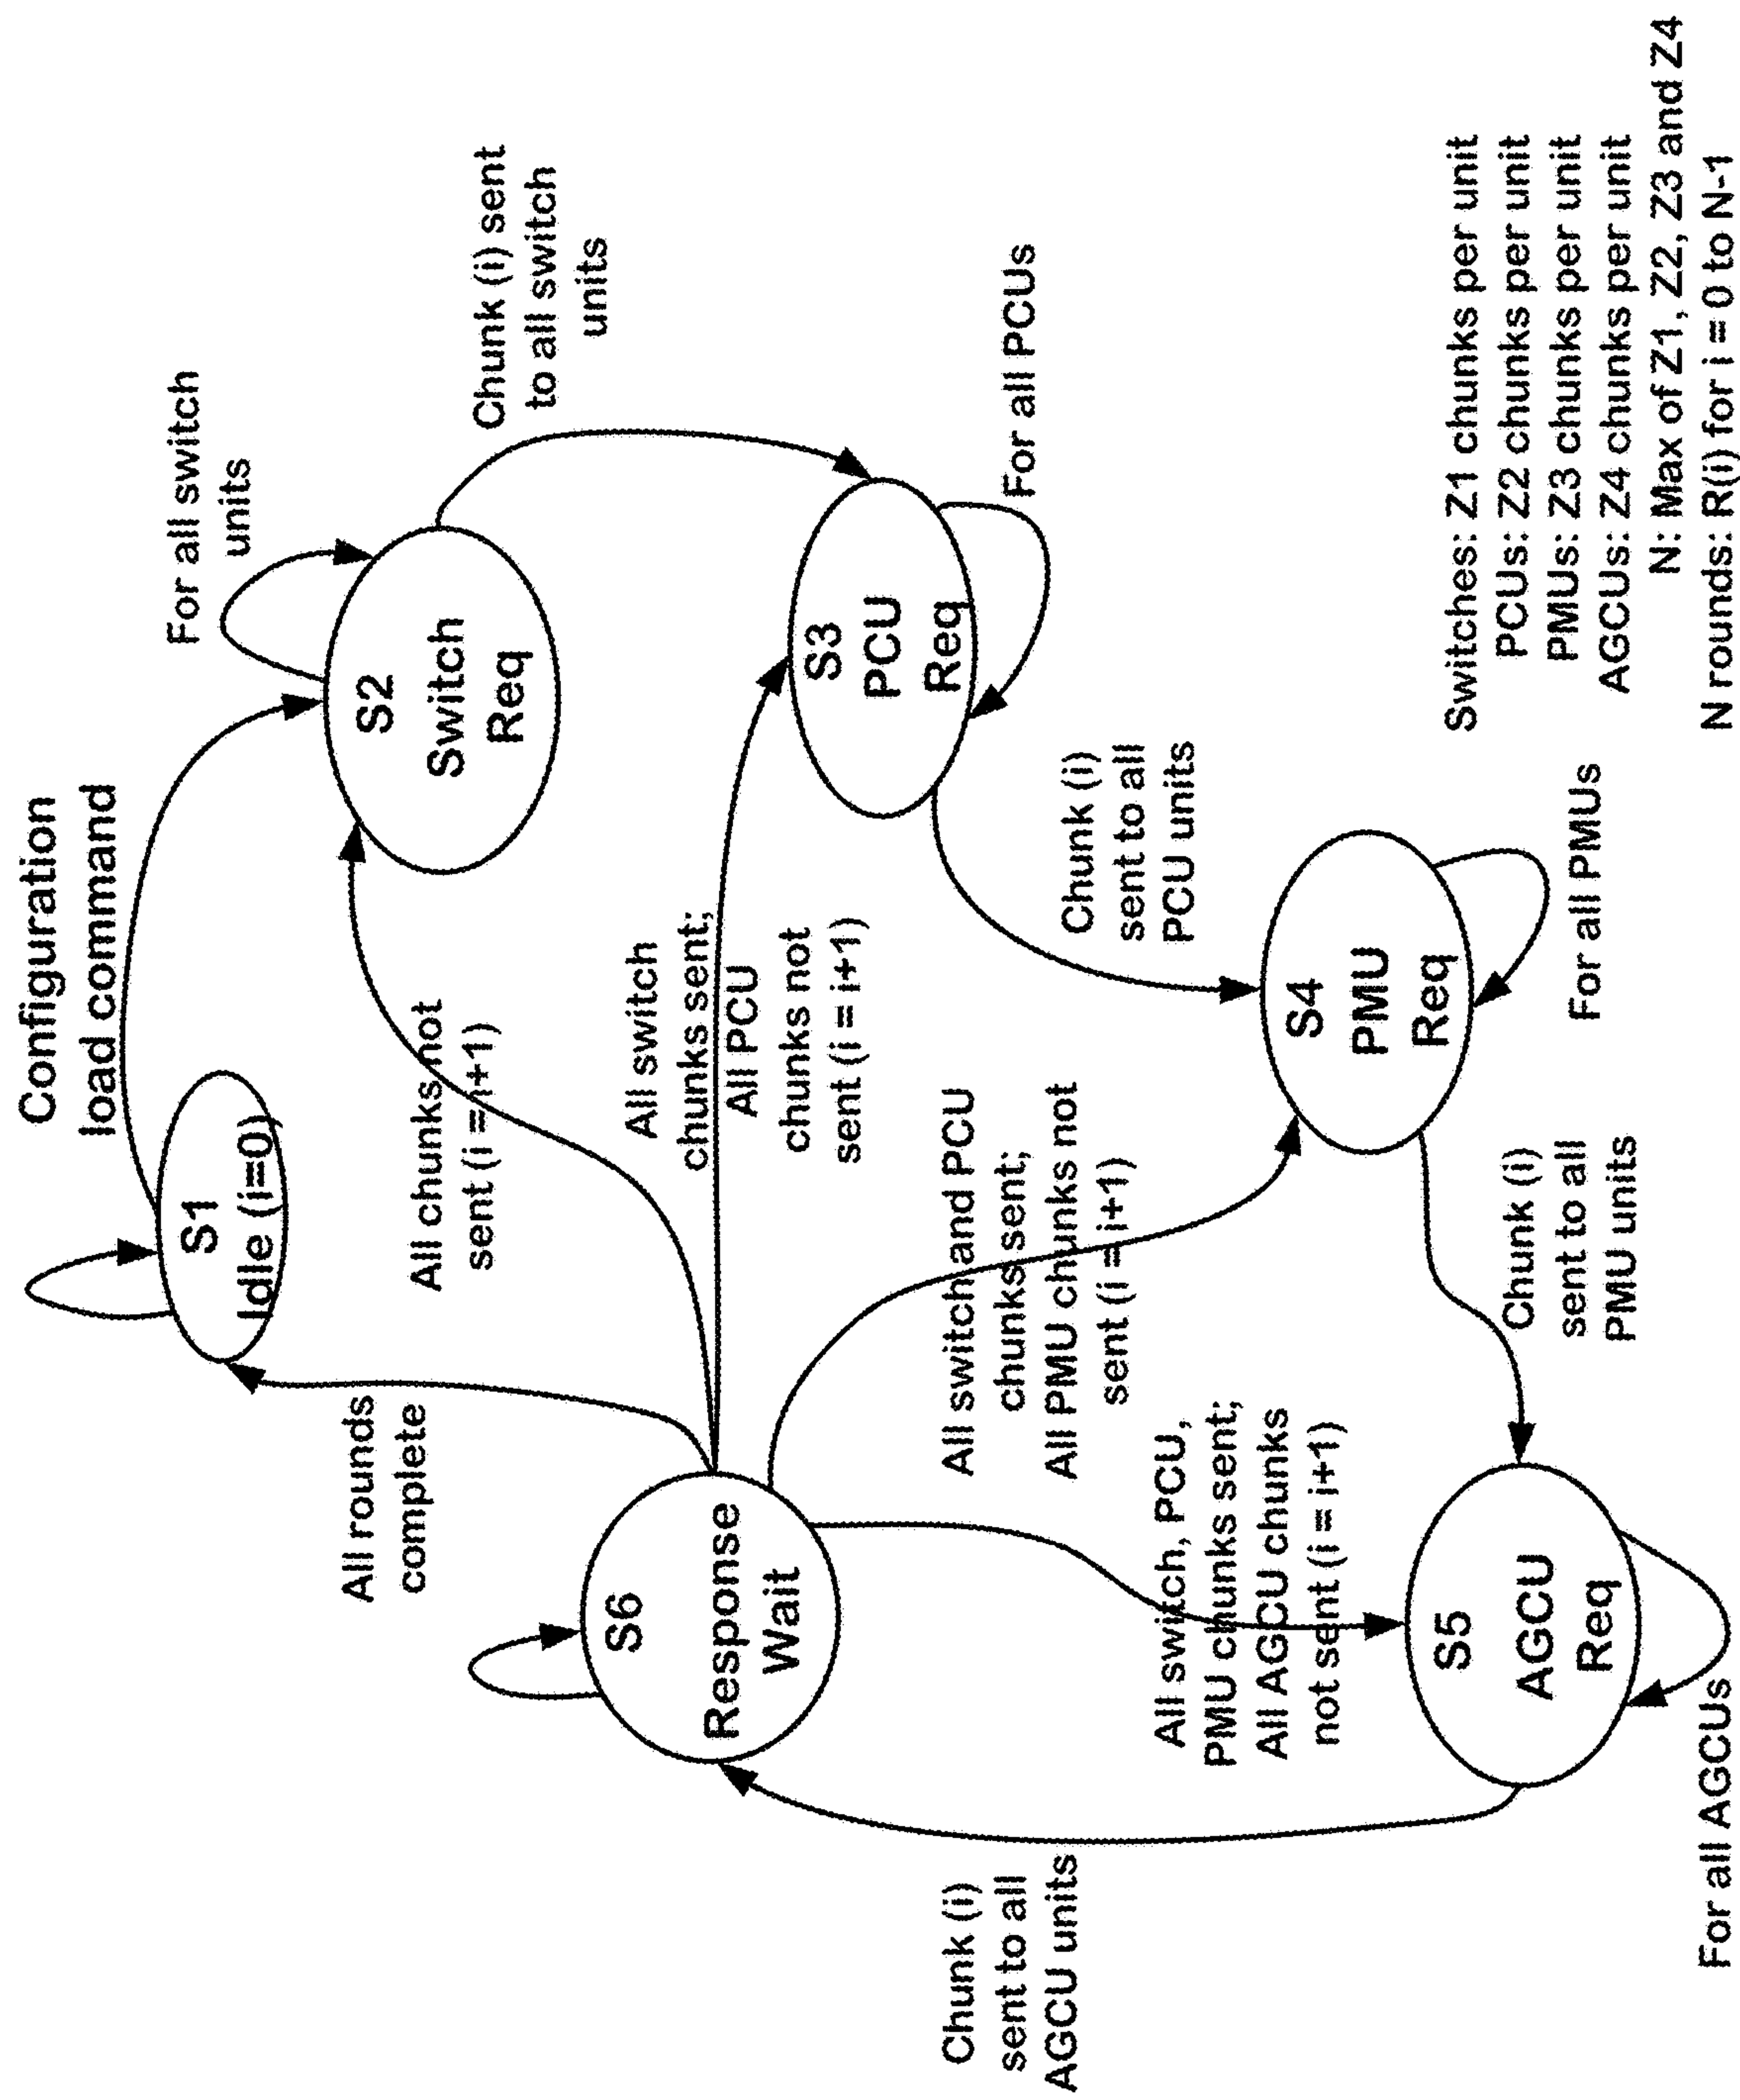 Configuration
load command
S1
Idle (i=0)
For all switch
units
S2
Switch
Req
Chunk (i) sent
to all switch
units
All rounds
complete
All chunks not
sent (i = i+1)
S6
Response
Wait
All switch
chunks sent;
All PCU
chunks not
sent (i = i+1)
S3
PCU
Req
For all PCUs
All switch and PCU
chunks sent;
All PMU chunks not
sent (i = i+1)
Chunk (i)
sent to all
PCU units
Chunk (i)
sent to all
AGCU units
All switch, PCU,
PMU chunks sent;
All AGCU chunks
not sent (i = i+1)
S4
PMU
Req
For all PMUs
Chunk (i)
sent to all
PMU units
S5
AGCU
Req
For all AGCUs
Switches: Z1 chunks per unit
PCUs: Z2 chunks per unit
PMUs: Z3 chunks per unit
AGCUs: Z4 chunks per unit
N: Max of Z1, Z2, Z3 and Z4
N rounds: R(i) for i = 0 to N-1